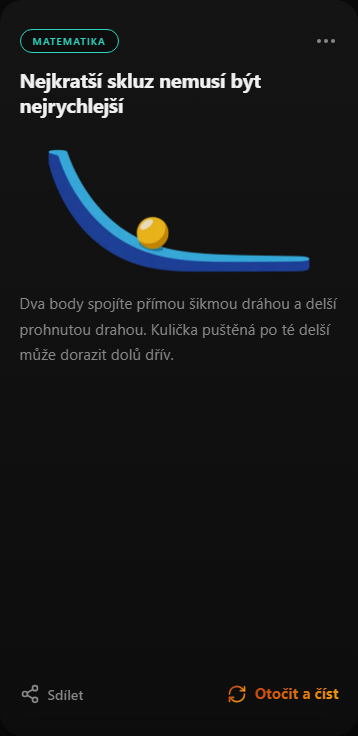 MATEMATIKA
Nejkratší skluz nemusí být
nejrychlejší
Dva body spojíte přímou šikmou dráhou a delší
prohnutou drahou. Kulička puštěná po té delší
může dorazit dolů dřív.
Sdílet
Otočit a číst